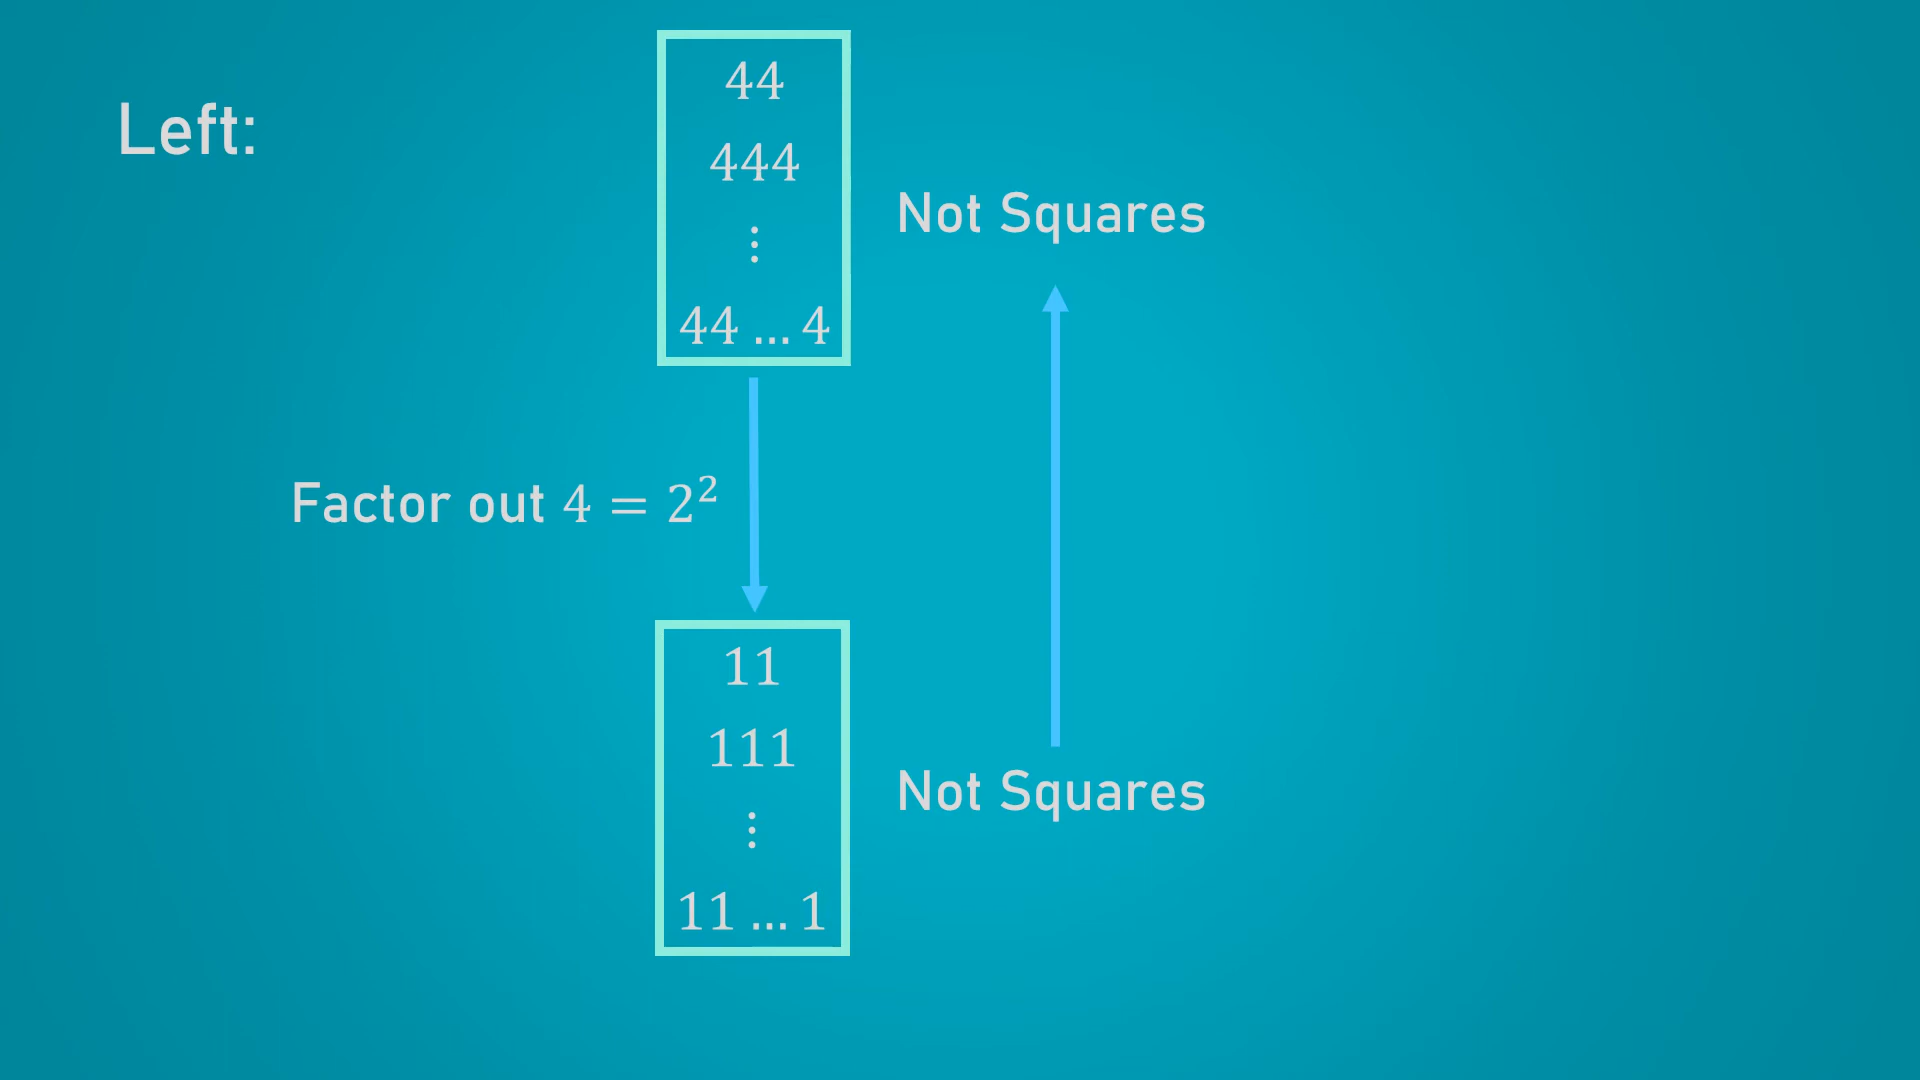 Left:
44
444
⋮
44 … 4
Not Squares
Factor out 4 = 2²
11
111
⋮
11 … 1
Not Squares